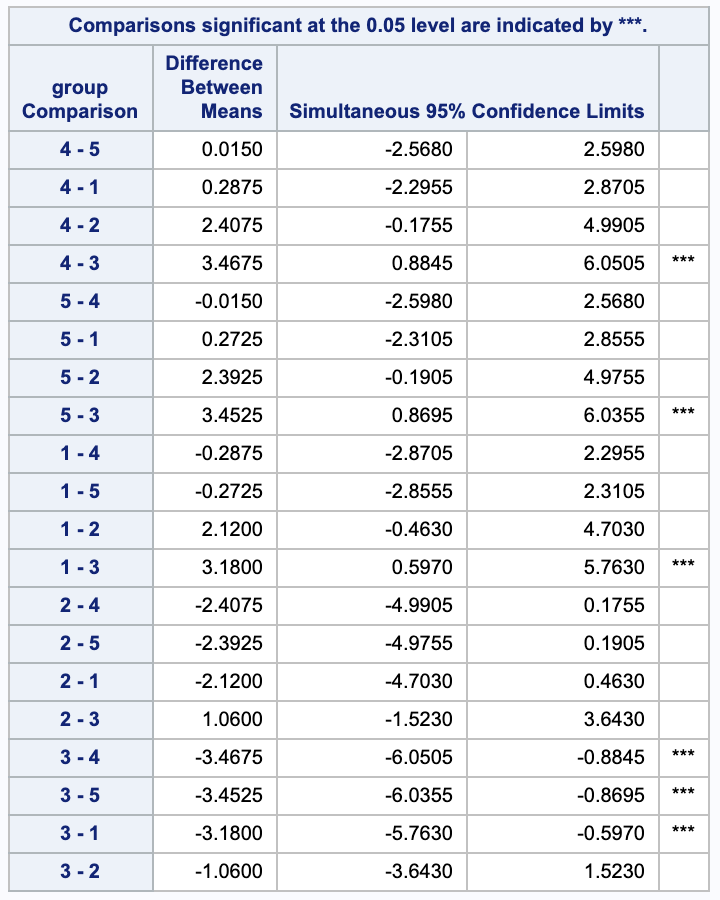 Comparisons significant at the 0.05 level are indicated by ***.
group Comparison Difference Between Means Simultaneous 95% Confidence Limits
4 - 5 0.0150 -2.5680 2.5980
4 - 1 0.2875 -2.2955 2.8705
4 - 2 2.4075 -0.1755 4.9905
4 - 3 3.4675 0.8845 6.0505 ***
5 - 4 -0.0150 -2.5980 2.5680
5 - 1 0.2725 -2.3105 2.8555
5 - 2 2.3925 -0.1905 4.9755
5 - 3 3.4525 0.8695 6.0355 ***
1 - 4 -0.2875 -2.8705 2.2955
1 - 5 -0.2725 -2.8555 2.3105
1 - 2 2.1200 -0.4630 4.7030
1 - 3 3.1800 0.5970 5.7630 ***
2 - 4 -2.4075 -4.9905 0.1755
2 - 5 -2.3925 -4.9755 0.1905
2 - 1 -2.1200 -4.7030 0.4630
2 - 3 1.0600 -1.5230 3.6430
3 - 4 -3.4675 -6.0505 -0.8845 ***
3 - 5 -3.4525 -6.0355 -0.8695 ***
3 - 1 -3.1800 -5.7630 -0.5970 ***
3 - 2 -1.0600 -3.6430 1.5230